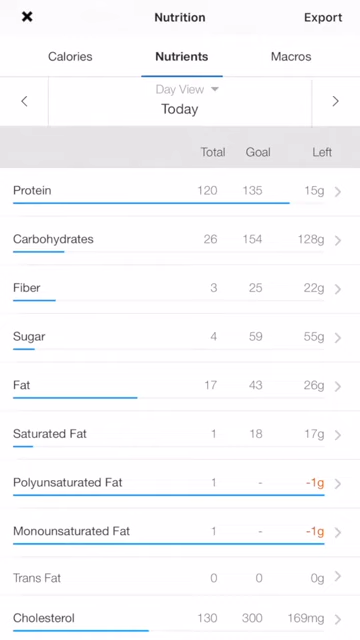 ✖ Nutrition Export
Calories Nutrients Macros
Day View
Today
Total Goal Left
Protein 120 135 15g
Carbohydrates 26 154 128g
Fiber 3 25 22g
Sugar 4 59 55g
Fat 17 43 26g
Saturated Fat 1 18 17g
Polyunsaturated Fat 1 - -1g
Monounsaturated Fat 1 - -1g
Trans Fat 0 0 0g
Cholesterol 130 300 169mg